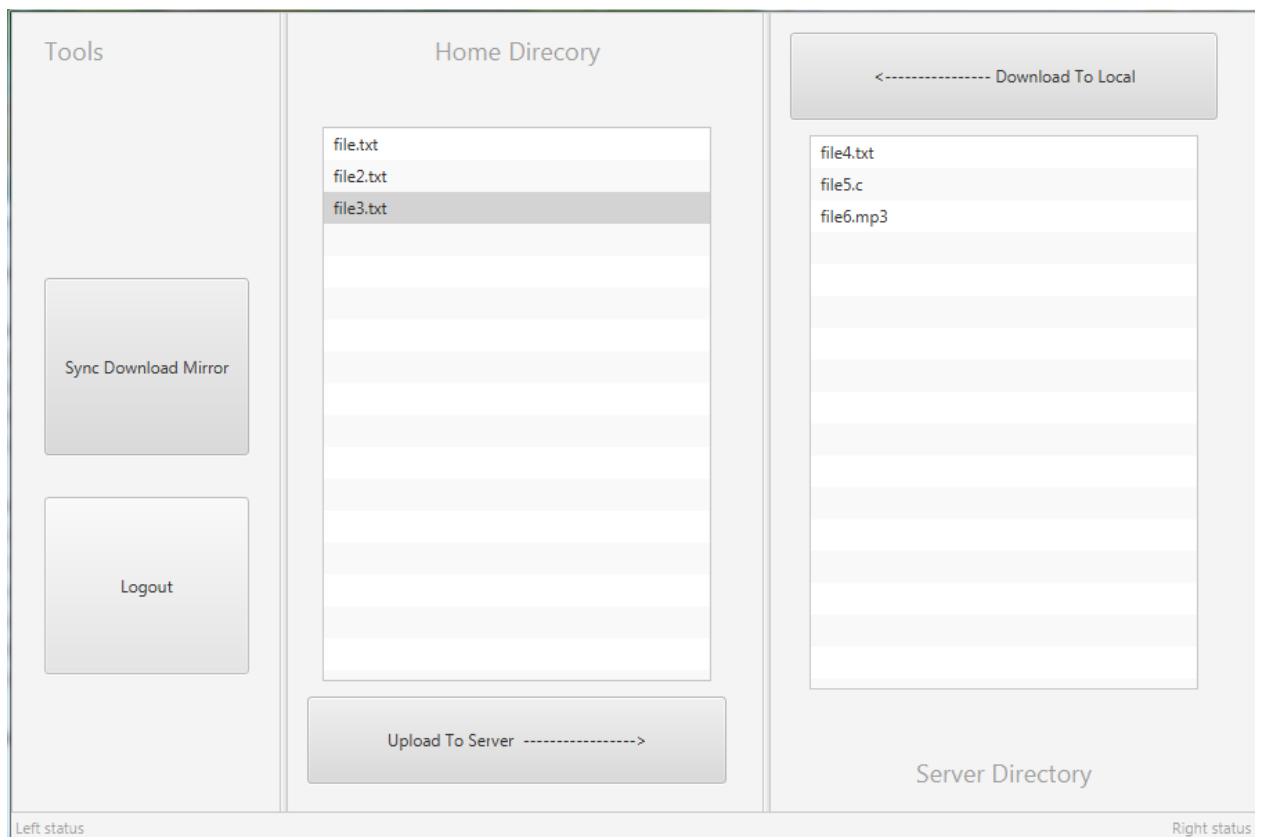 Tools
Sync Download Mirror
Logout
Home Direcory
file.txt
file2.txt
file3.txt
Upload To Server ----------------->
<---------------- Download To Local
file4.txt
file5.c
file6.mp3
Server Directory
Left status
Right status